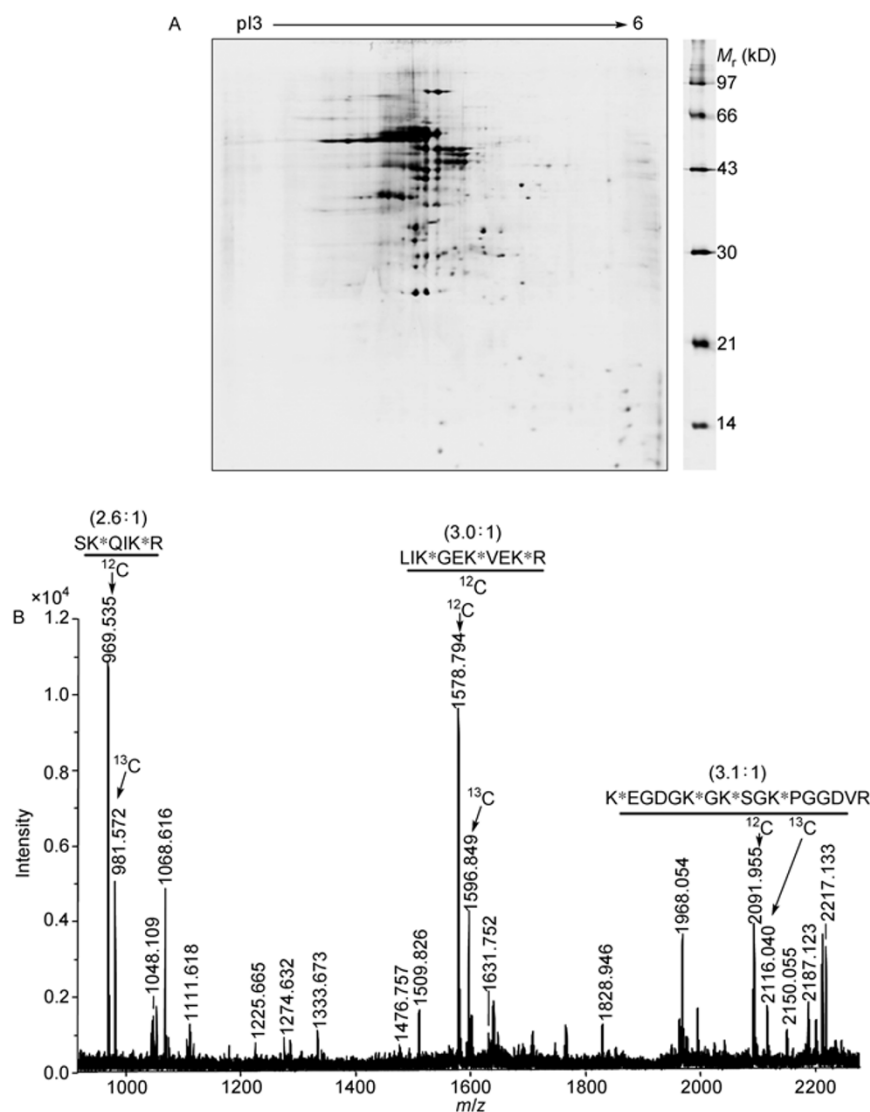 A
pI3
6
Mr (kD)
97
66
43
30
21
14
B
×10⁴
1.2
1.0
0.8
0.6
0.4
0.2
0.0
Intensity
(2.6∶1)
SK*QIK*R
¹²C
969.535
¹³C
981.572
1048.109
1068.616
1111.618
1225.665
1274.632
1333.673
1476.757
1509.826
(3.0∶1)
LIK*GEK*VEK*R
¹²C
¹²C
1578.794
¹³C
1596.849
1631.752
1828.946
1968.054
(3.1∶1)
K*EGDGK*GK*SGK*PGGDVR
¹²C
¹³C
2091.955
2116.040
2150.055
2187.123
2217.133
1000
1200
1400
1600
1800
2000
2200
m/z